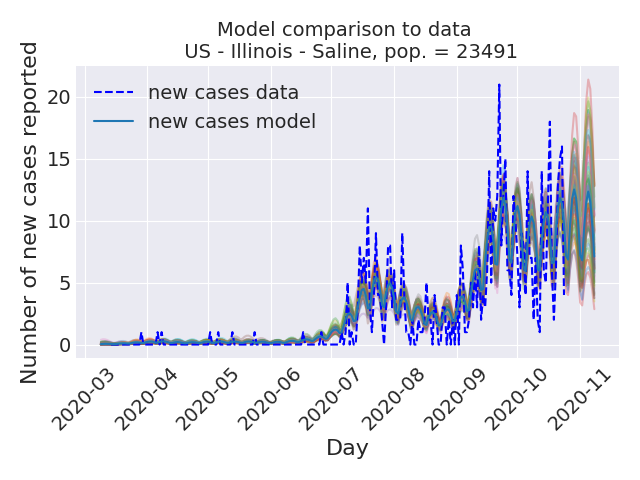 Model comparison to data
US - Illinois - Saline, pop. = 23491
Number of new cases reported
20
15
10
5
0
new cases data
new cases model
2020-03
2020-04
2020-05
2020-06
2020-07
2020-08
2020-09
2020-10
2020-11
Day